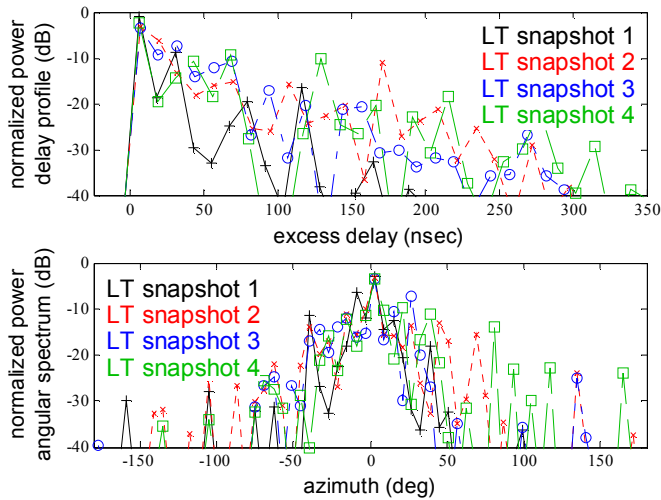 normalized power
delay profile (dB)
0
-10
-20
-30
-40
LT snapshot 1
LT snapshot 2
LT snapshot 3
LT snapshot 4
0 50 100 150 200 250 300 350
excess delay (nsec)
normalized power
angular spectrum (dB)
0
-10
-20
-30
-40
LT snapshot 1
LT snapshot 2
LT snapshot 3
LT snapshot 4
-150 -100 -50 0 50 100 150
azimuth (deg)